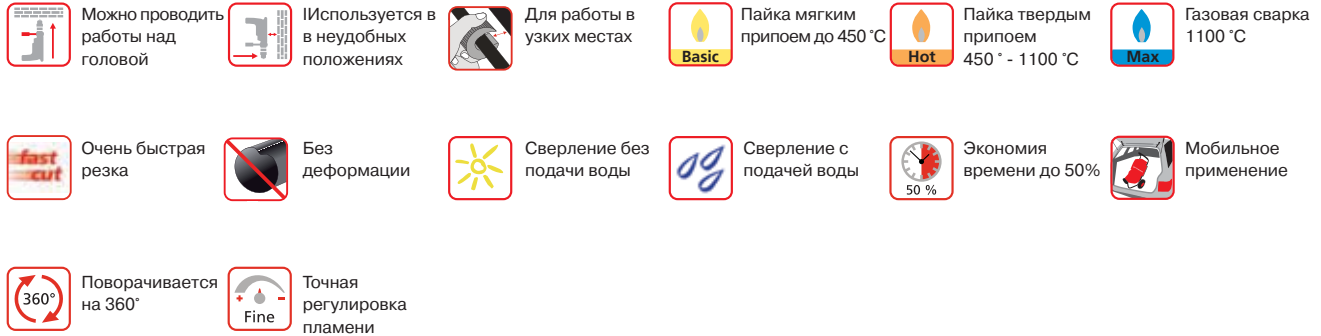 Можно проводить
работы над
головой
IИспользуется в
в неудобных
положениях
Для работы в
узких местах
Basic
Пайка мягким
припоем до 450 °C
Hot
Пайка твердым
припоем
450 ° - 1100 °C
Max
Газовая сварка
1100 °C
fast
cut
Очень быстрая
резка
Без
деформации
Сверление без
подачи воды
Сверление с
подачей воды
50 %
Экономия
времени до 50%
Мобильное
применение
360°
Поворачивается
на 360°
+ -
Fine
Точная
регулировка
пламени